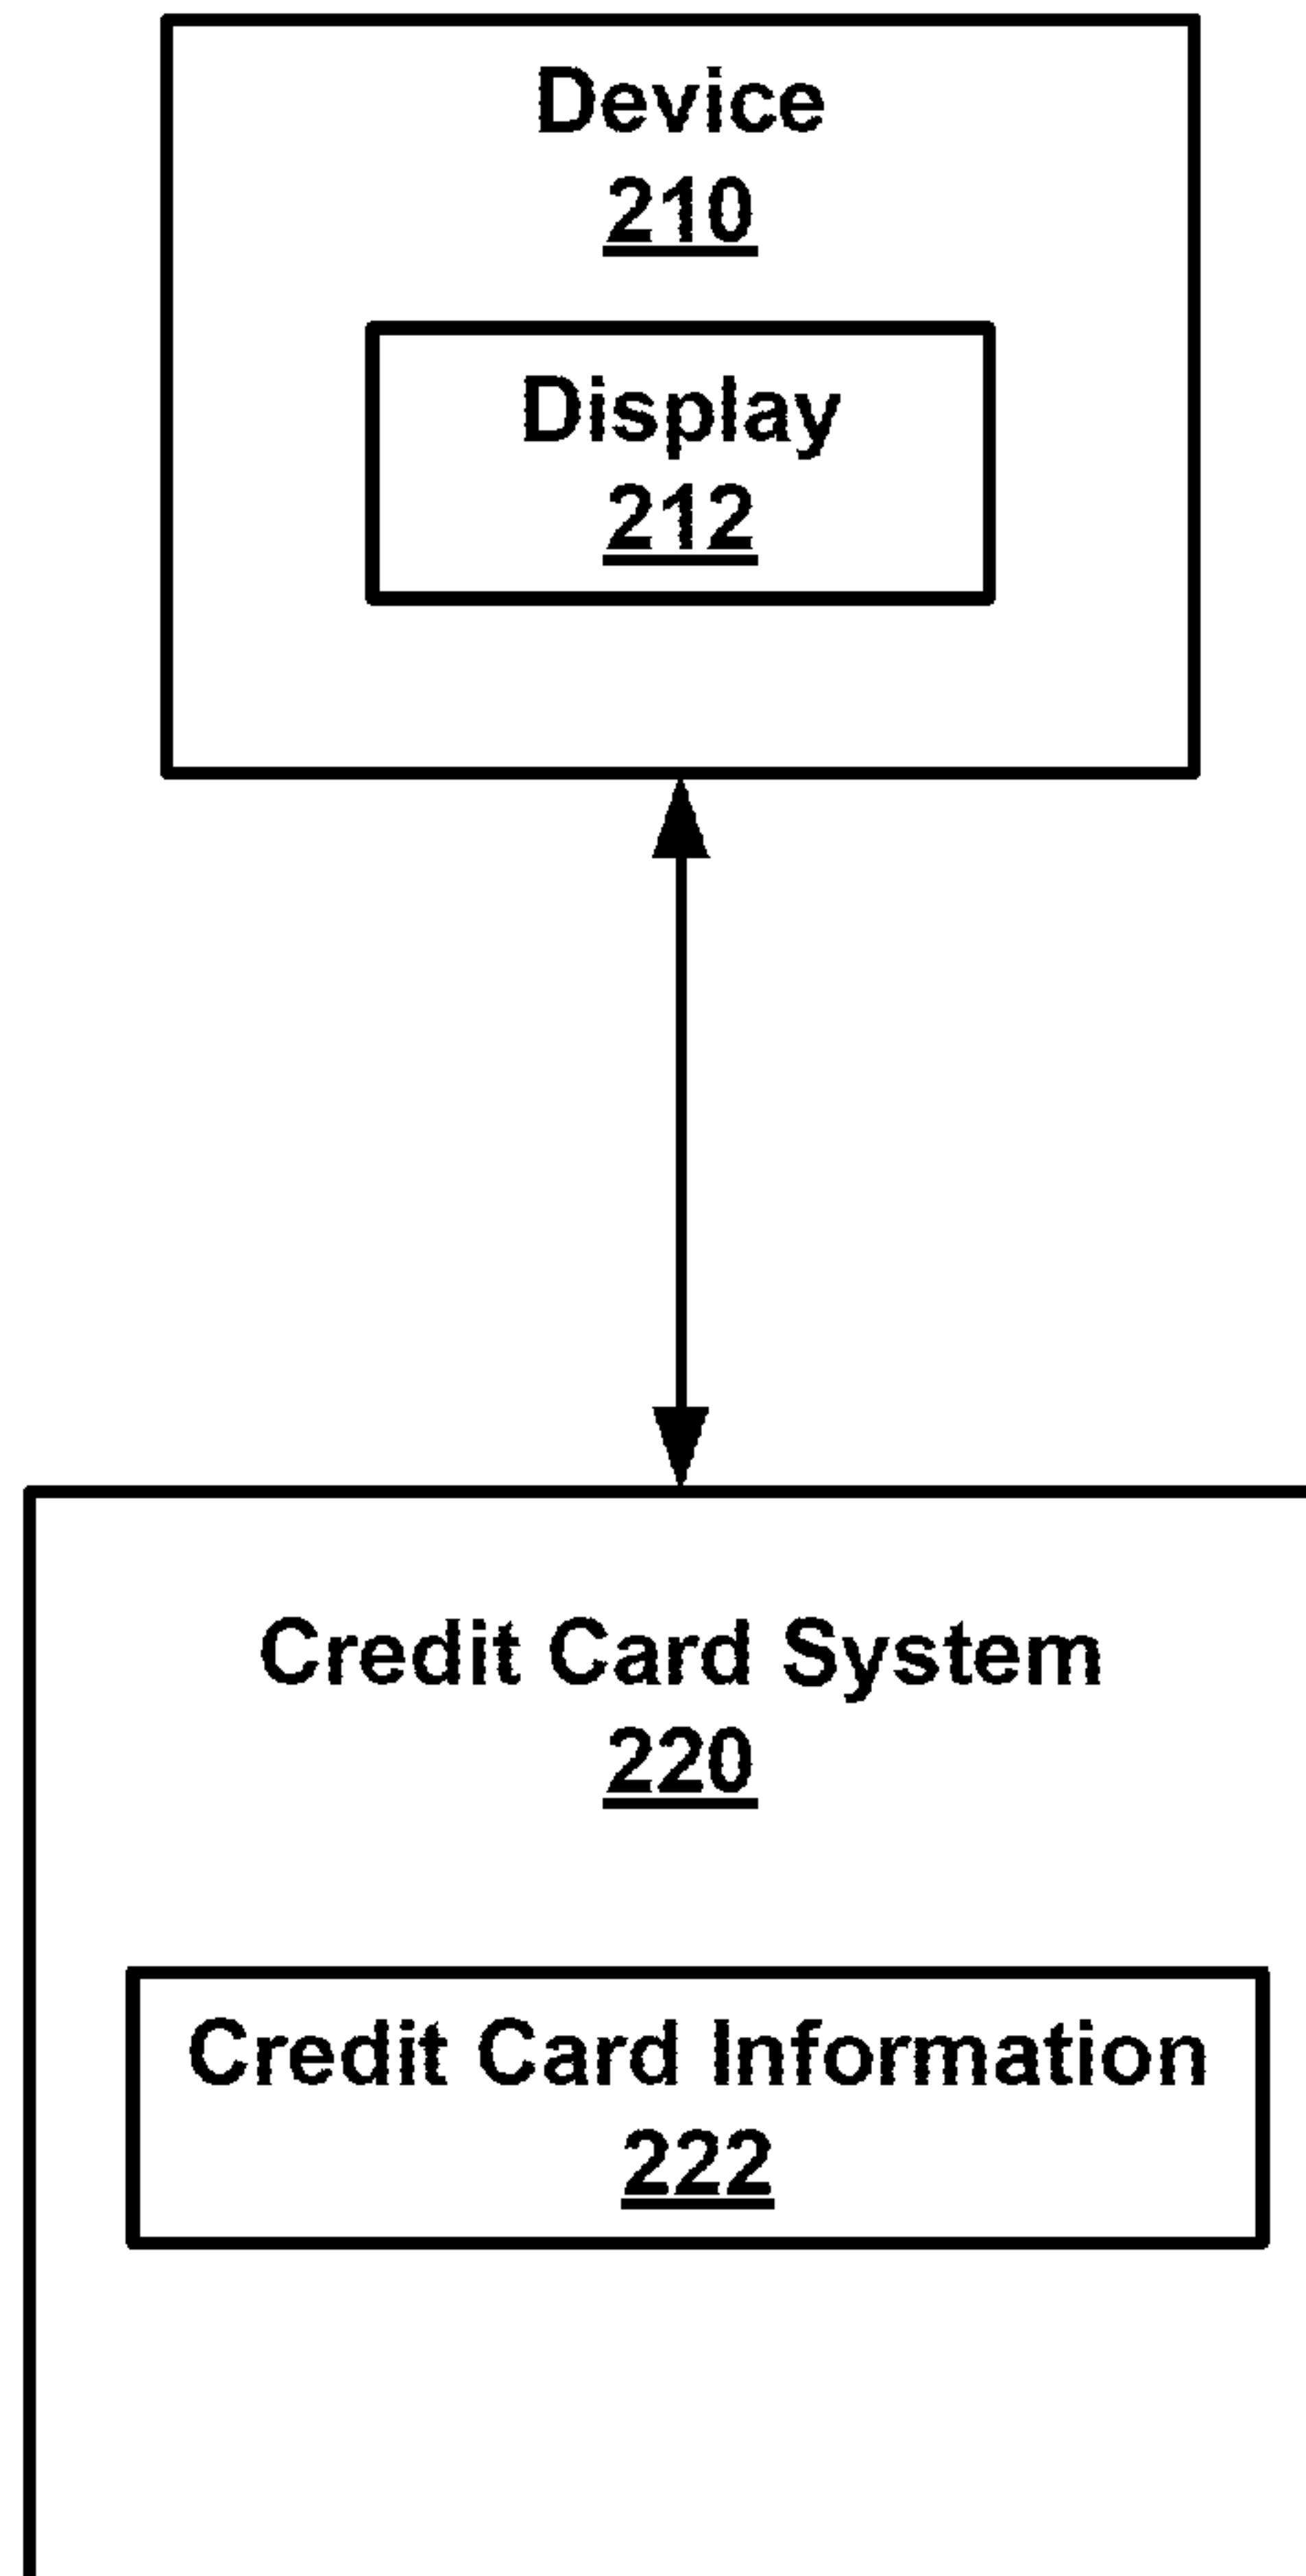 Device
210
Display
212
Credit Card System
220
Credit Card Information
222